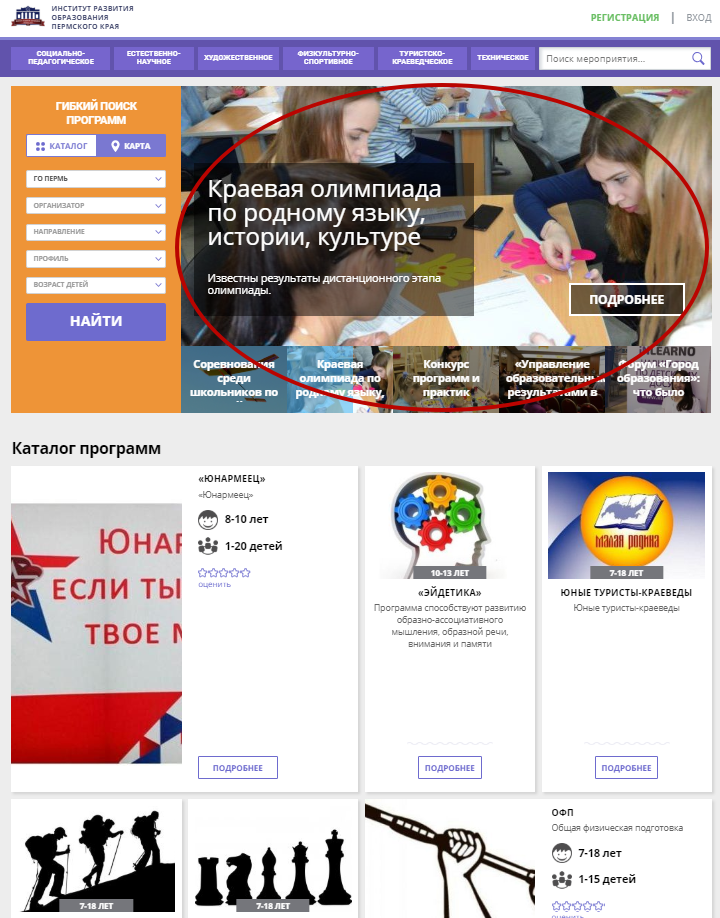 ИНСТИТУТ РАЗВИТИЯ
ОБРАЗОВАНИЯ
ПЕРМСКОГО КРАЯ
РЕГИСТРАЦИЯ | ВХОД
СОЦИАЛЬНО-
ПЕДАГОГИЧЕСКОЕ
ЕСТЕСТВЕННО-
НАУЧНОЕ
ХУДОЖЕСТВЕННОЕ
ФИЗКУЛЬТУРНО-
СПОРТИВНОЕ
ТУРИСТСКО-
КРАЕВЕДЧЕСКОЕ
ТЕХНИЧЕСКОЕ
Поиск мероприятия...
ГИБКИЙ ПОИСК
ПРОГРАММ
КАТАЛОГ
КАРТА
ГО ПЕРМЬ
ОРГАНИЗАТОР
НАПРАВЛЕНИЕ
ПРОФИЛЬ
ВОЗРАСТ ДЕТЕЙ
НАЙТИ
Краевая олимпиада
по родному языку,
истории, культуре
Известны результаты дистанционного этапа
олимпиады.
ПОДРОБНЕЕ
Соревнования
среди
школьников по
Краевая
олимпиада по
родному языку,
Конкурс
программ и
практик
«Управление
образовательны
результатами в
Форум «Город
образования»:
что было
Каталог программ
ЮНАР
ЕСЛИ ТЫ
ТВОЕ М
«ЮНАРМЕЕЦ»
«Юнармеец»
8-10 лет
1-20 детей
оценить
ПОДРОБНЕЕ
10-13 ЛЕТ
«ЭЙДЕТИКА»
Программа способствуют развитию
образно-ассоциативного
мышления, образной речи,
внимания и памяти
ПОДРОБНЕЕ
МАЛАЯ РОДИНА
7-18 ЛЕТ
ЮНЫЕ ТУРИСТЫ-КРАЕВЕДЫ
Юные туристы-краеведы
ПОДРОБНЕЕ
7-18 ЛЕТ
7-18 ЛЕТ
ОФП
Общая физическая подготовка
7-18 лет
1-15 детей
оценить